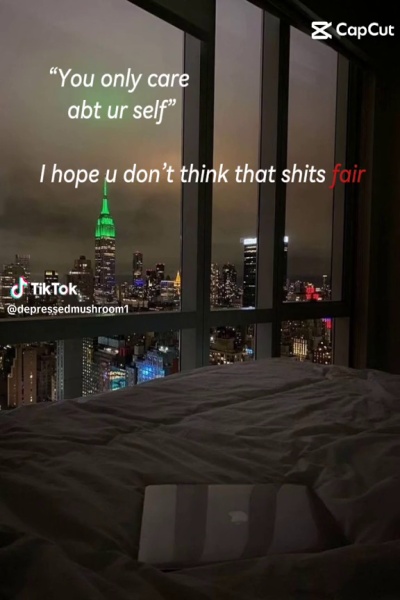 CapCut
“You only care
abt ur self”
I hope u don’t think that shits fair
TikTok
@depressedmushroom1